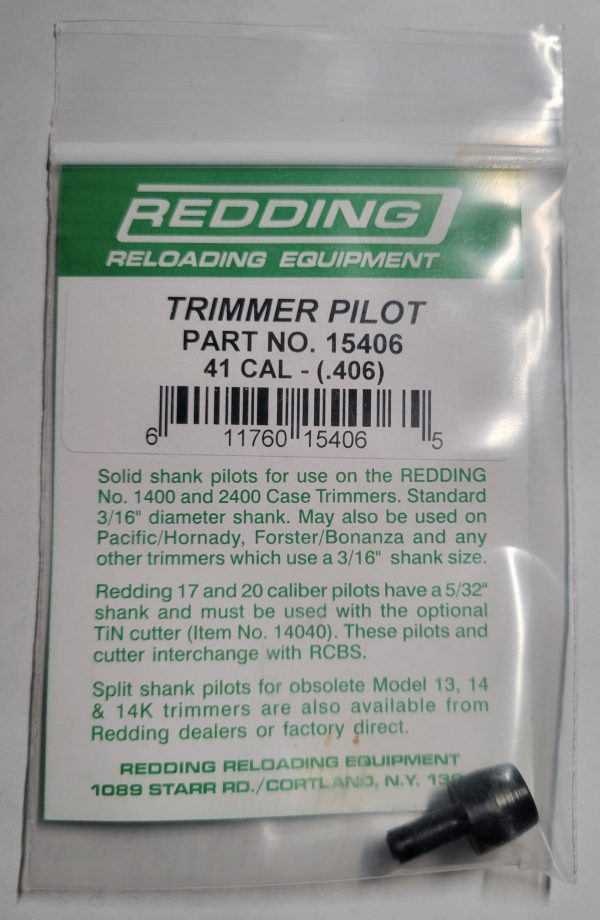 REDDING
RELOADING EQUIPMENT
TRIMMER PILOT
PART NO. 15406
41 CAL - (.406)
6 11760 15406 5
Solid shank pilots for use on the REDDING
No. 1400 and 2400 Case Trimmers. Standard
3/16" diameter shank. May also be used on
Pacific/Hornady, Forster/Bonanza and any
other trimmers which use a 3/16" shank size.
Redding 17 and 20 caliber pilots have a 5/32"
shank and must be used with the optional
TiN cutter (Item No. 14040). These pilots and
cutter interchange with RCBS.
Split shank pilots for obsolete Model 13, 14
& 14K trimmers are also available from
Redding dealers or factory direct.
REDDING RELOADING EQUIPMENT
1089 STARR RD./CORTLAND, N.Y.